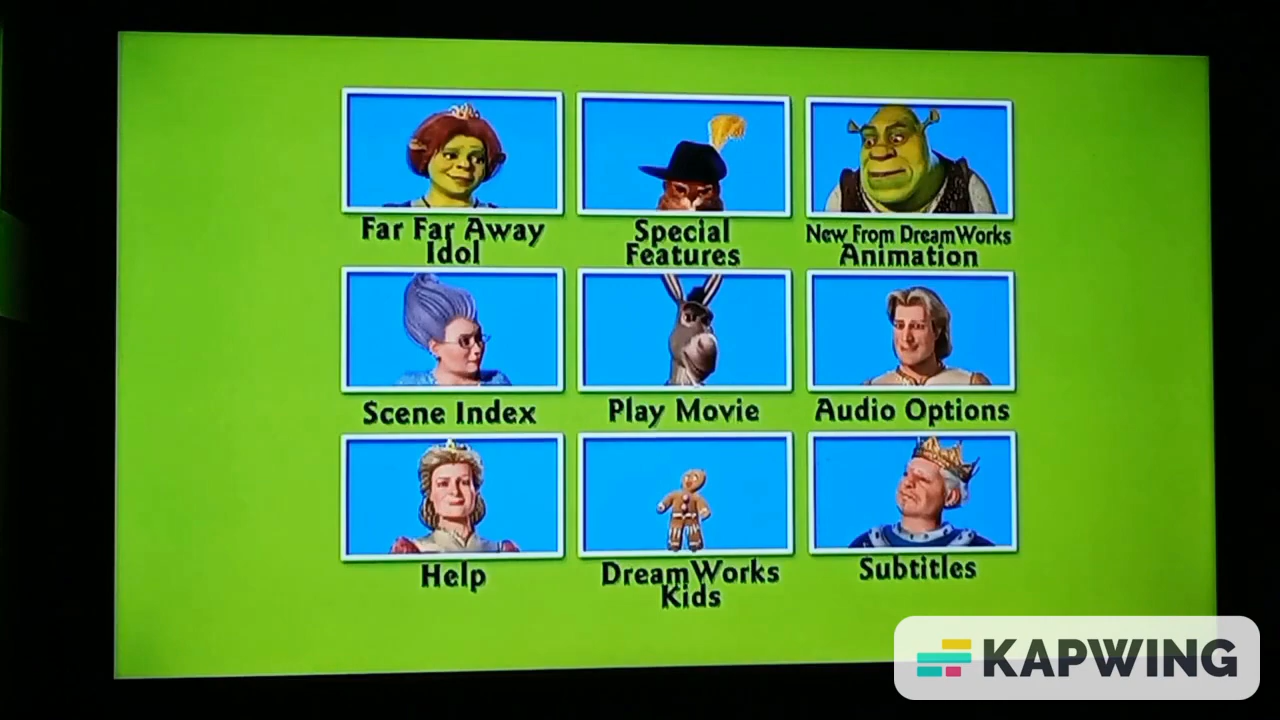 Far Far Away
Idol
Special
Features
New From DreamWorks
Animation
Scene Index
Play Movie
Audio Options
Help
DreamWorks
Kids
Subtitles
KAPWING